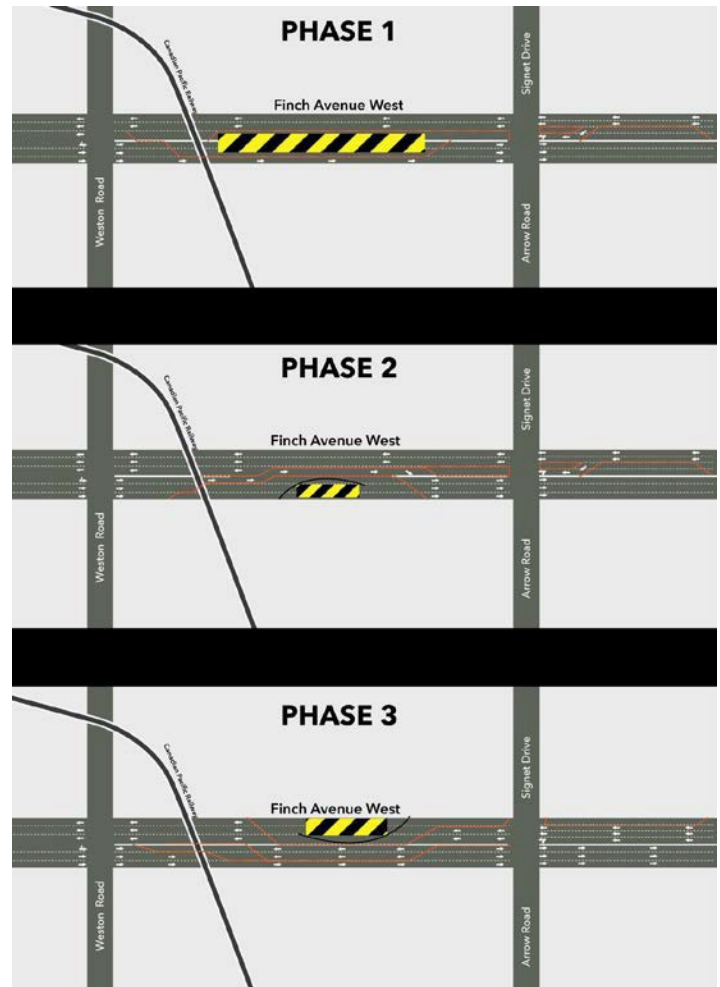 PHASE 1
Signet Drive
Canadian Pacific Railway
Finch Avenue West
Weston Road
Arrow Road
PHASE 2
Signet Drive
Canadian Pacific Railway
Finch Avenue West
Weston Road
Arrow Road
PHASE 3
Signet Drive
Canadian Pacific Railway
Finch Avenue West
Weston Road
Arrow Road